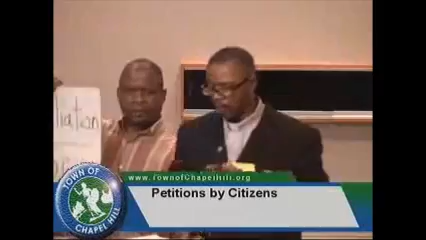 liation
www.TownofChapelHill.org
Petitions by Citizens
TOWN OF
CHAPEL HILL